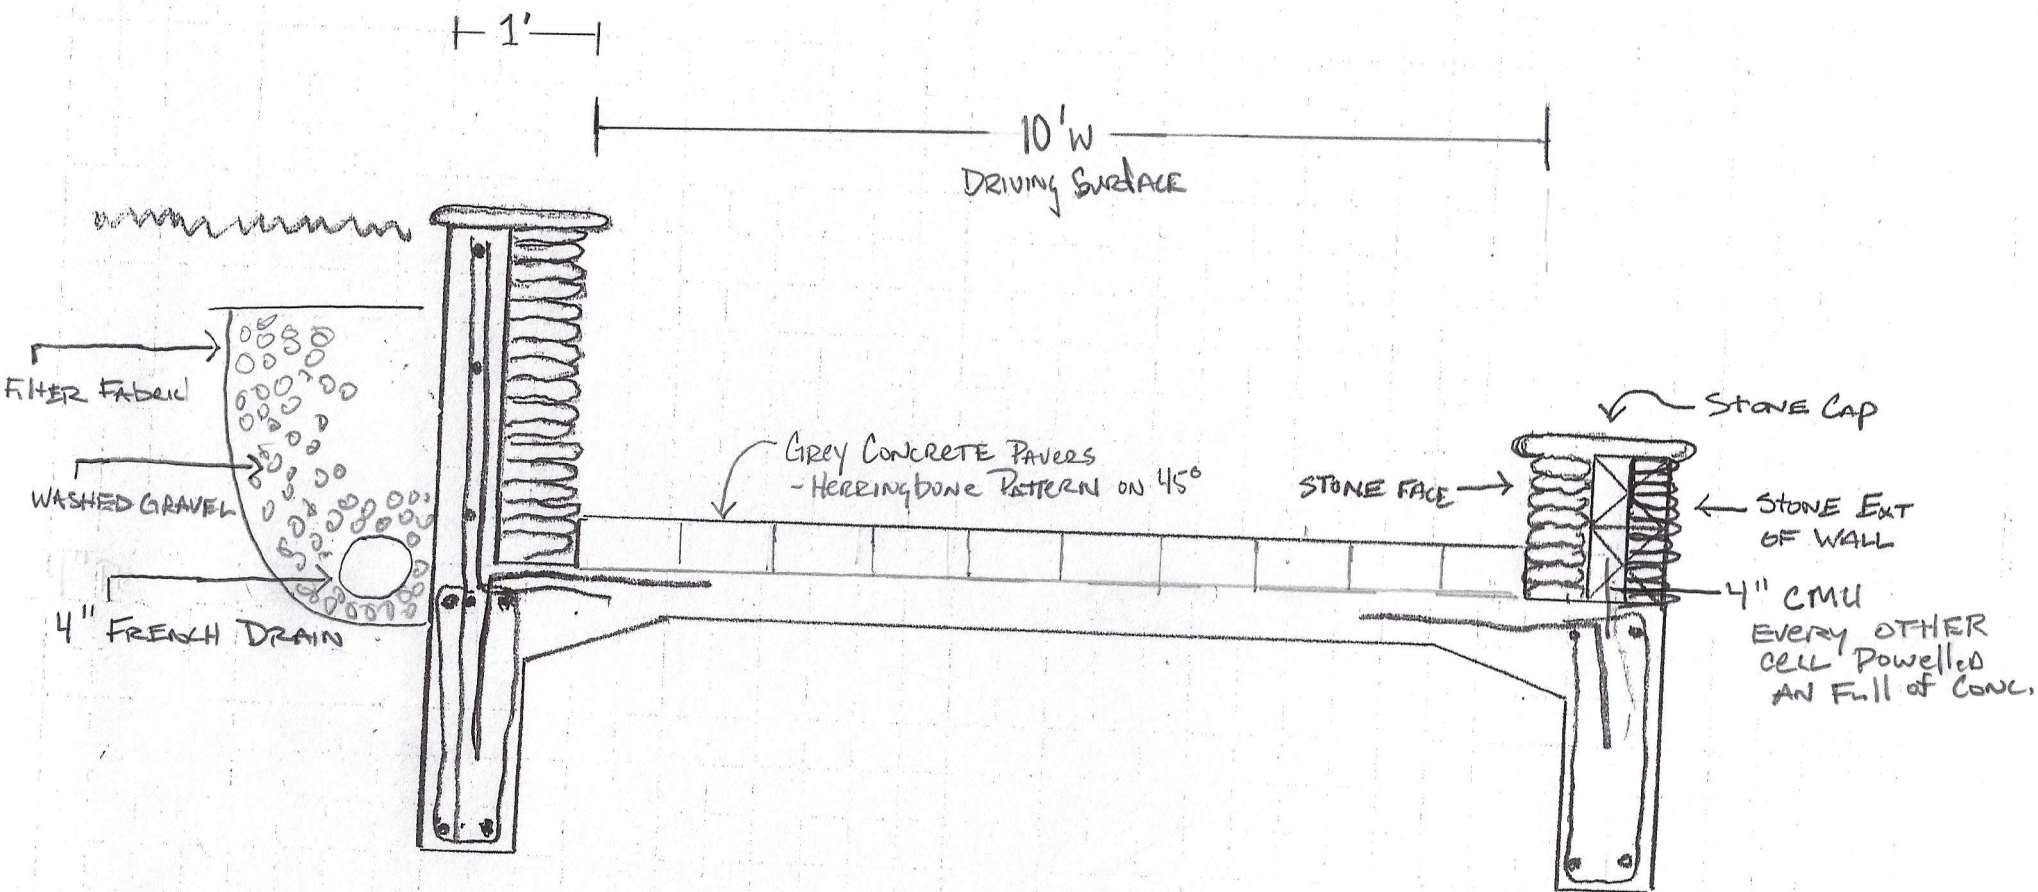 1'
10'W
DRIVING SURFACE
FILTER FABRIC
WASHED GRAVEL
4" FRENCH DRAIN
GREY CONCRETE PAVERS
- HERRINGBONE PATTERN ON 45°
STONE FACE
STONE CAP
STONE EXT
OF WALL
4" CMU
EVERY OTHER
CELL DOWELLED
AN FULL OF CONC.